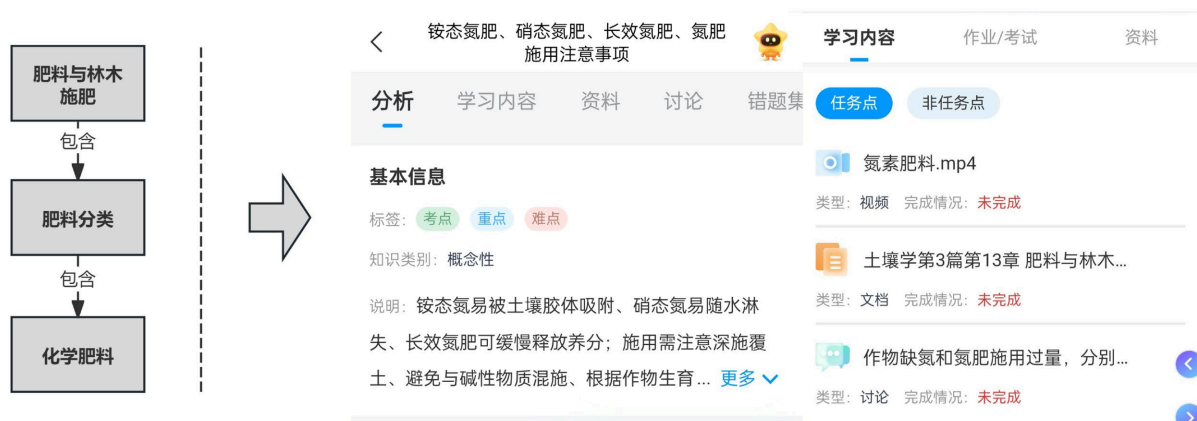 肥料与林木
施肥
包含
肥料分类
包含
化学肥料
铵态氮肥、硝态氮肥、长效氮肥、氮肥
施用注意事项
分析 学习内容 资料 讨论 错题集
基本信息
标签: 考点 重点 难点
知识类别: 概念性
说明: 铵态氮易被土壤胶体吸附、硝态氮易随水淋
失、长效氮肥可缓慢释放养分；施用需注意深施覆
土、避免与碱性物质混施、根据作物生育... 更多
学习内容 作业/考试 资料
任务点 非任务点
氮素肥料.mp4
类型: 视频 完成情况: 未完成
土壤学第3篇第13章 肥料与林木...
类型: 文档 完成情况: 未完成
作物缺氮和氮肥施用过量，分别...
类型: 讨论 完成情况: 未完成